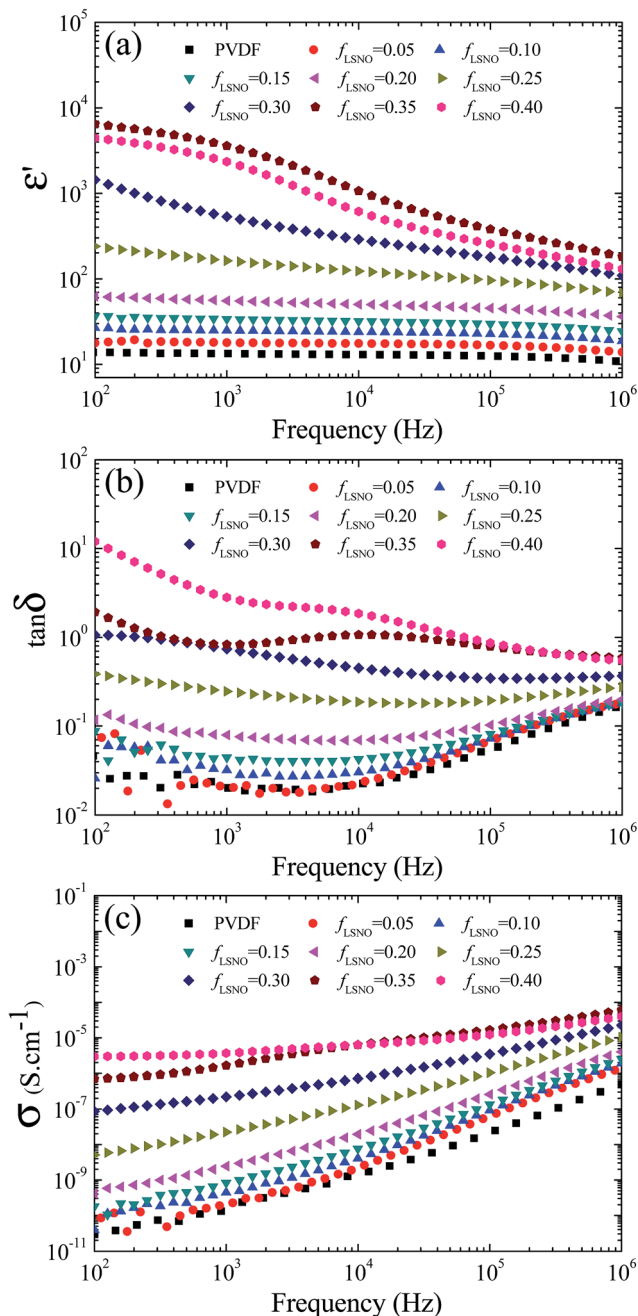 (a)
PVDF f_LSNO=0.05 f_LSNO=0.10
f_LSNO=0.15 f_LSNO=0.20 f_LSNO=0.25
f_LSNO=0.30 f_LSNO=0.35 f_LSNO=0.40
10^5
10^4
10^3
10^2
10^1
ε'
10^2 10^3 10^4 10^5 10^6
Frequency (Hz)
(b)
PVDF f_LSNO=0.05 f_LSNO=0.10
f_LSNO=0.15 f_LSNO=0.20 f_LSNO=0.25
f_LSNO=0.30 f_LSNO=0.35 f_LSNO=0.40
10^2
10^1
10^0
10^-1
10^-2
tanδ
10^2 10^3 10^4 10^5 10^6
Frequency (Hz)
(c)
PVDF f_LSNO=0.05 f_LSNO=0.10
f_LSNO=0.15 f_LSNO=0.20 f_LSNO=0.25
f_LSNO=0.30 f_LSNO=0.35 f_LSNO=0.40
10^-1
10^-3
10^-5
10^-7
10^-9
10^-11
σ (S.cm^-1)
10^2 10^3 10^4 10^5 10^6
Frequency (Hz)